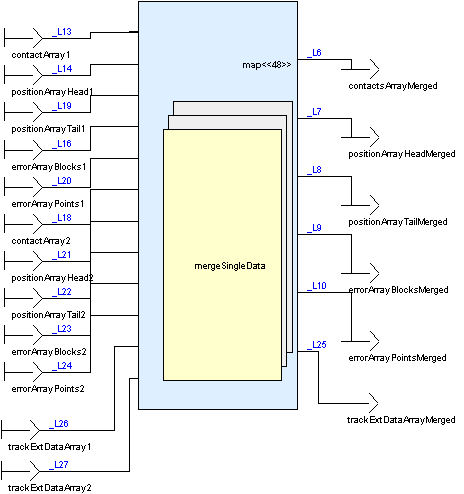 _L13
contactArray1
_L14
positionArrayHead1
_L19
positionArrayTail1
_L16
errorArrayBlocks1
_L20
errorArrayPoints1
_L18
contactArray2
_L21
positionArrayHead2
_L22
positionArrayTail2
_L23
errorArrayBlocks2
_L24
errorArrayPoints2
_L26
trackExtDataArray1
_L27
trackExtDataArray2
map<<48>>
mergeSingleData
_L6
contactsArrayMerged
_L7
positionArrayHeadMerged
_L8
positionArrayTailMerged
_L9
errorArrayBlocksMerged
_L10
errorArrayPointsMerged
_L25
trackExtDataArrayMerged